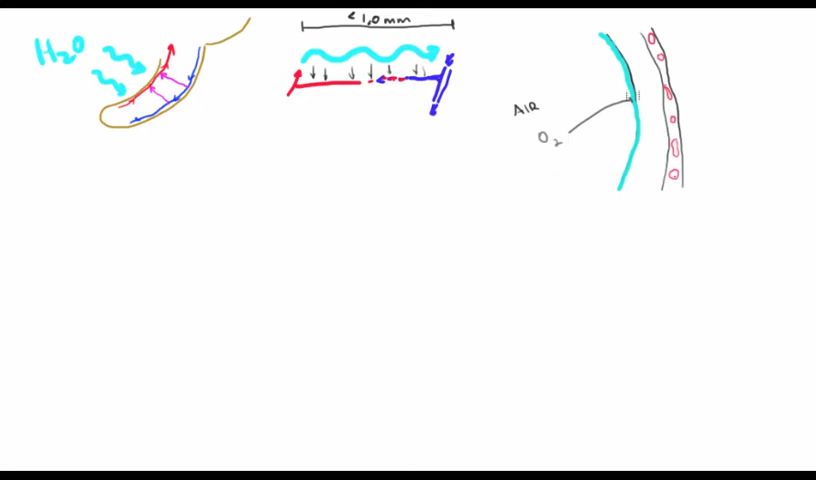 H₂O
< 1,0 mm
AIR
O₂